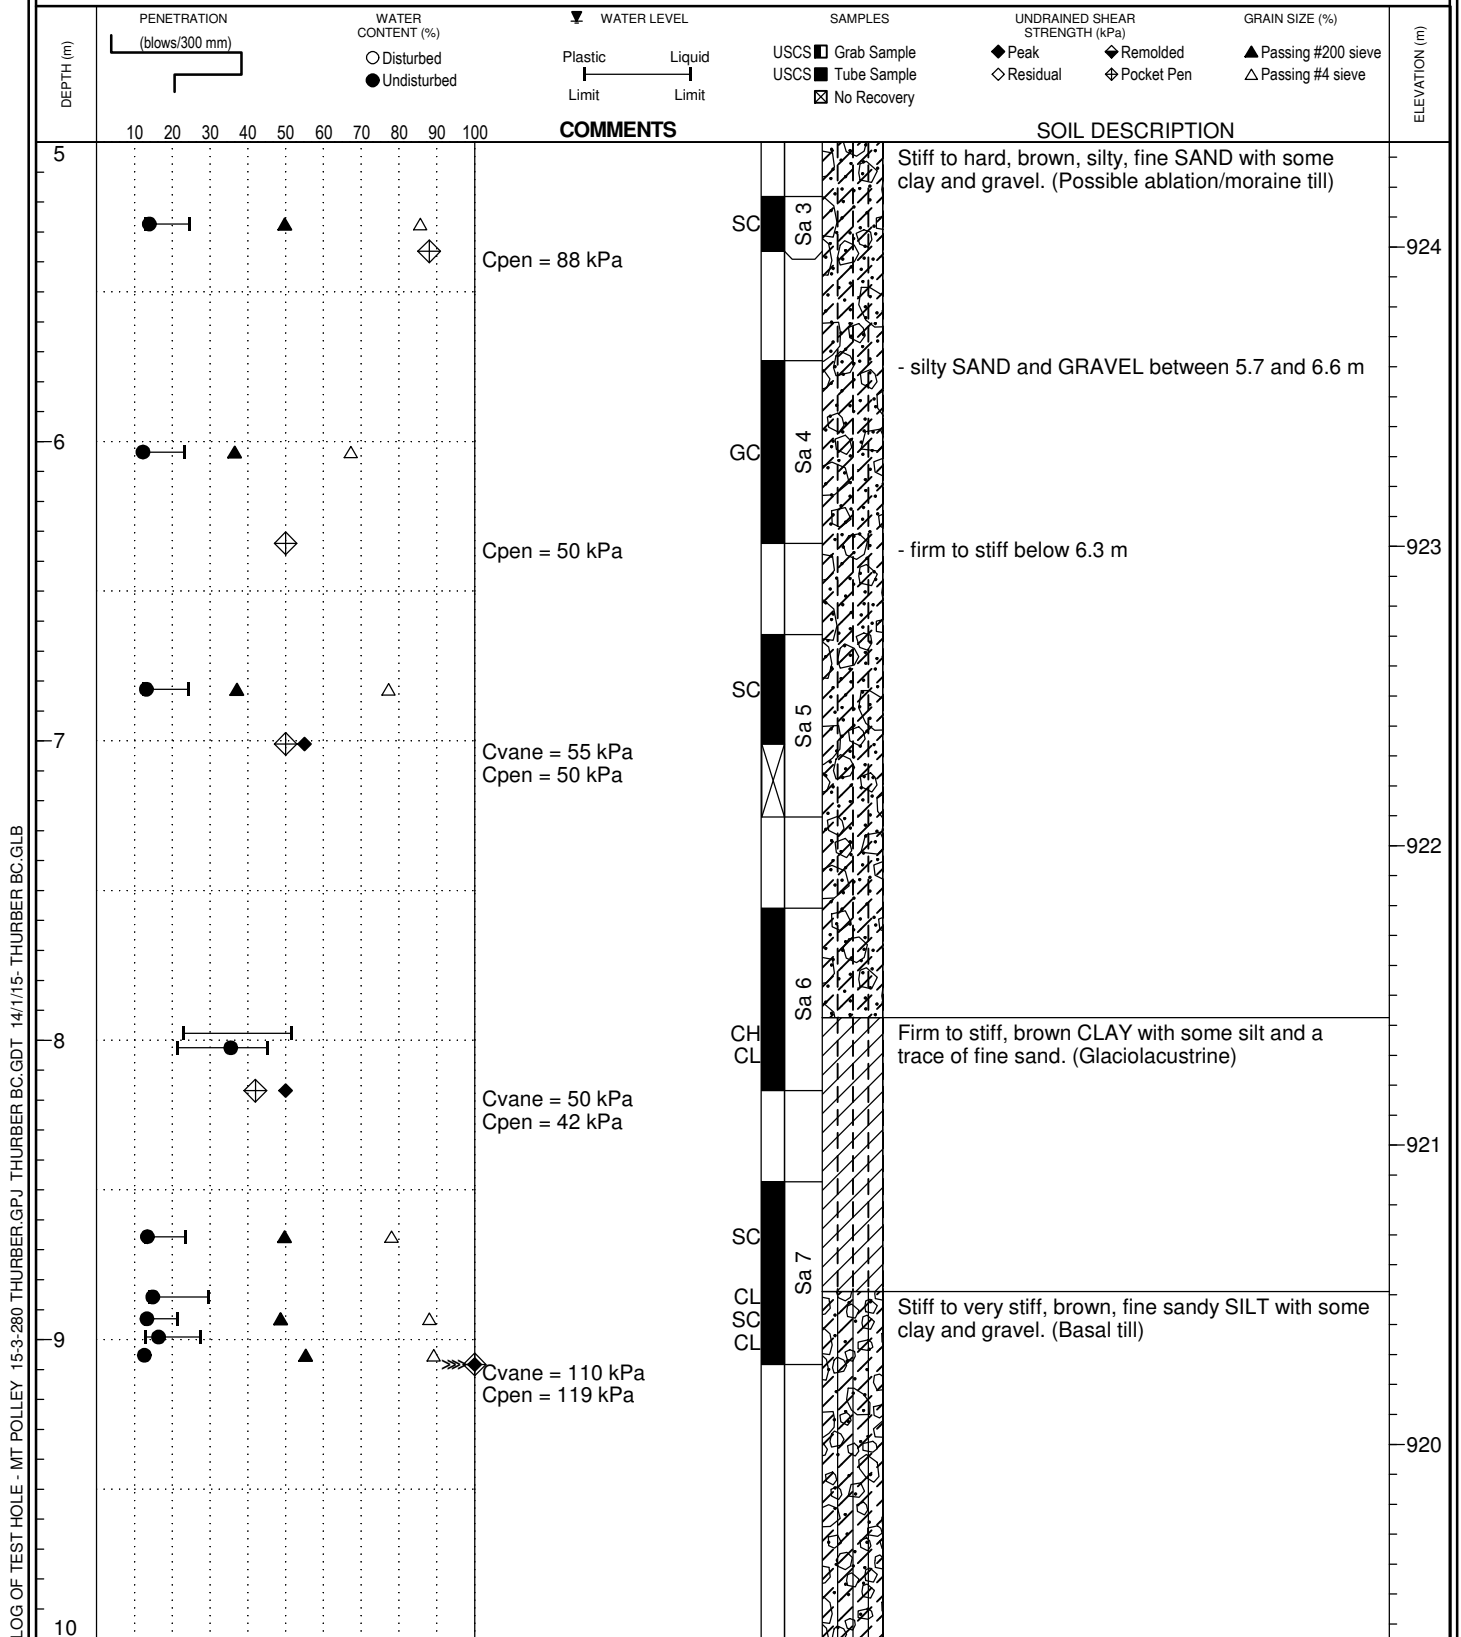 PENETRATION
(blows/300 mm)
WATER
CONTENT (%)
Disturbed
Undisturbed
WATER LEVEL
Plastic Liquid
Limit Limit
SAMPLES
USCS Grab Sample
USCS Tube Sample
No Recovery
UNDRAINED SHEAR
STRENGTH (kPa)
Peak Remolded
Residual Pocket Pen
GRAIN SIZE (%)
Passing #200 sieve
Passing #4 sieve
DEPTH (m)
ELEVATION (m)
10 20 30 40 50 60 70 80 90 100
COMMENTS
SOIL DESCRIPTION
5
Stiff to hard, brown, silty, fine SAND with some
clay and gravel. (Possible ablation/moraine till)
SC
Sa 3
924
Cpen = 88 kPa
- silty SAND and GRAVEL between 5.7 and 6.6 m
6
GC
Sa 4
Cpen = 50 kPa
- firm to stiff below 6.3 m
923
SC
Sa 5
7
Cvane = 55 kPa
Cpen = 50 kPa
922
Sa 6
8
CH
CL
Firm to stiff, brown CLAY with some silt and a
trace of fine sand. (Glaciolacustrine)
Cvane = 50 kPa
Cpen = 42 kPa
921
SC
Sa 7
CL
SC
CL
Stiff to very stiff, brown, fine sandy SILT with some
clay and gravel. (Basal till)
9
Cvane = 110 kPa
Cpen = 119 kPa
920
10
LOG OF TEST HOLE - MT POLLEY 15-3-280 THURBER.GPJ THURBER BC.GDT 14/1/15- THURBER BC.GLB